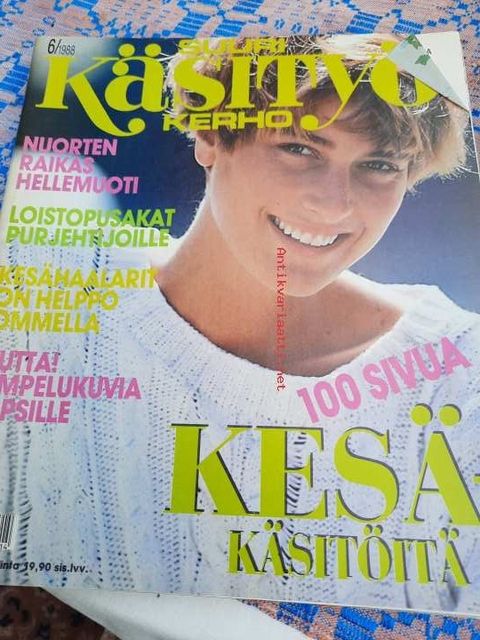 6/1988
SUURI
Käsityö
KERHO
NUORTEN
RAIKAS
HELLEMUOTI
LOISTOPUSAKAT
PURJEHTIJOILLE
KESÄHAALARIT
ON HELPPO
OMMELLA
UTTA!
MPELUKUVIA
PSILLE
100 SIVUA
KESÄ-
KÄSITÖITÄ
inta 19,90 sis.lvv.
Antikvariaatti.net